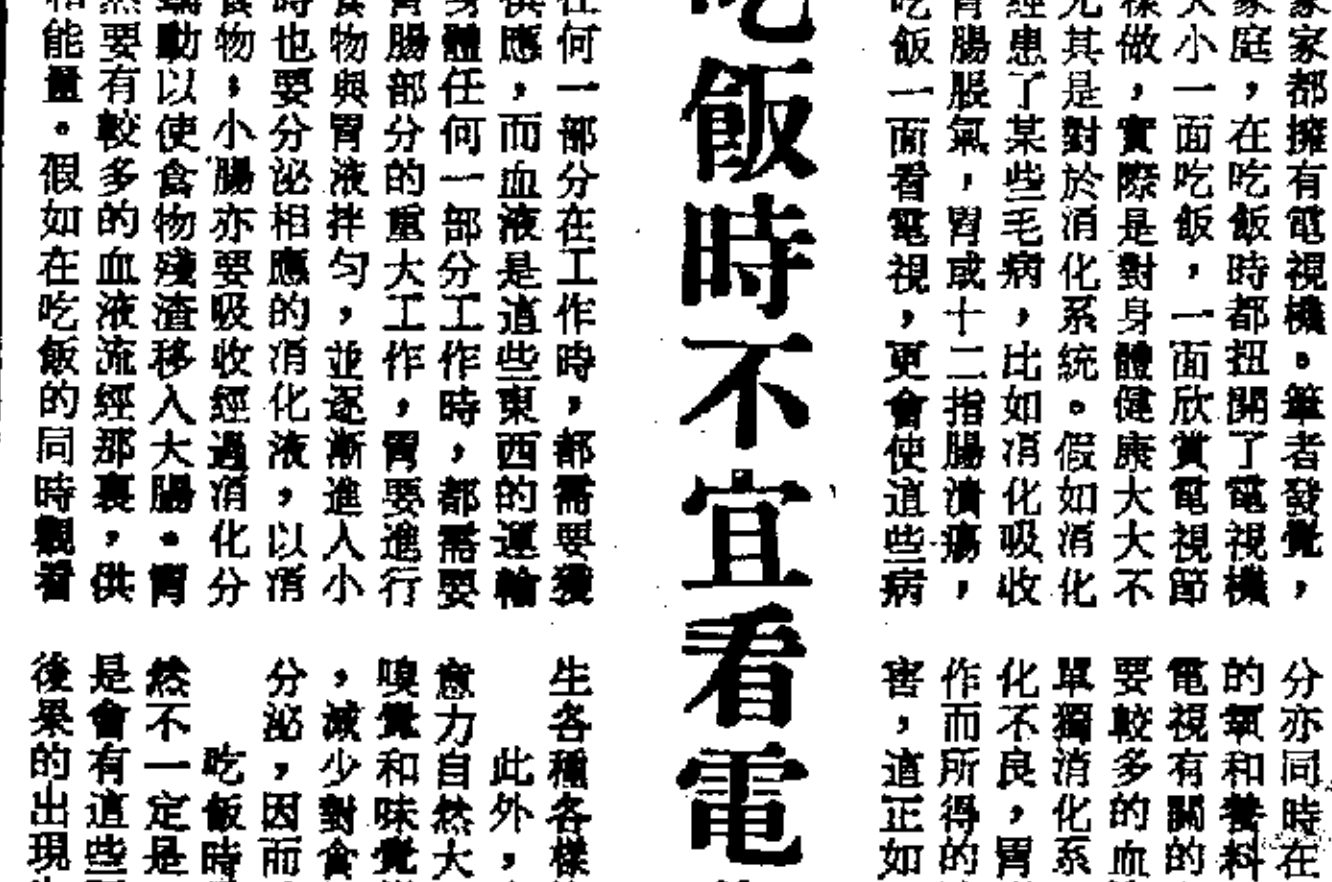 吃飯時不宜看電
家家都擁有電視機。筆者發覺，
家庭，在吃飯時都扭開了電視機
大小一面吃飯，一面欣賞電視節
樣做，實際是對身體健康大大不
尤其是對於消化系統。假如消化
經患了某些毛病，比如消化吸收
胃腸脹氣，胃或十二指腸潰瘍，
吃飯一面看電視，更會使這些病
何一部分在工作時，都需要獲
供應，而血液是這些東西的運輸
身體任何一部分工作時，都需要
胃腸部分的重大工作，胃要進行
食物與胃液拌勻，並逐漸進入小
時也要分泌相應的消化液，以消
食物；小腸亦要吸收經過消化分
蠕動以使食物殘渣移入大腸。胃
然要有較多的血液流經那裏，供
和能量。假如在吃飯的同時觀看
分亦同時在
的氧和養料
電視有關的
要較多的血
單獨消化系
化不良，胃
作而所得的
害，這正如
生各種各樣
此外，
意力自然大
嗅覺和味覺
，減少對食
分泌，因而
吃飯時
然不一定是
是會有這些
後果的出現